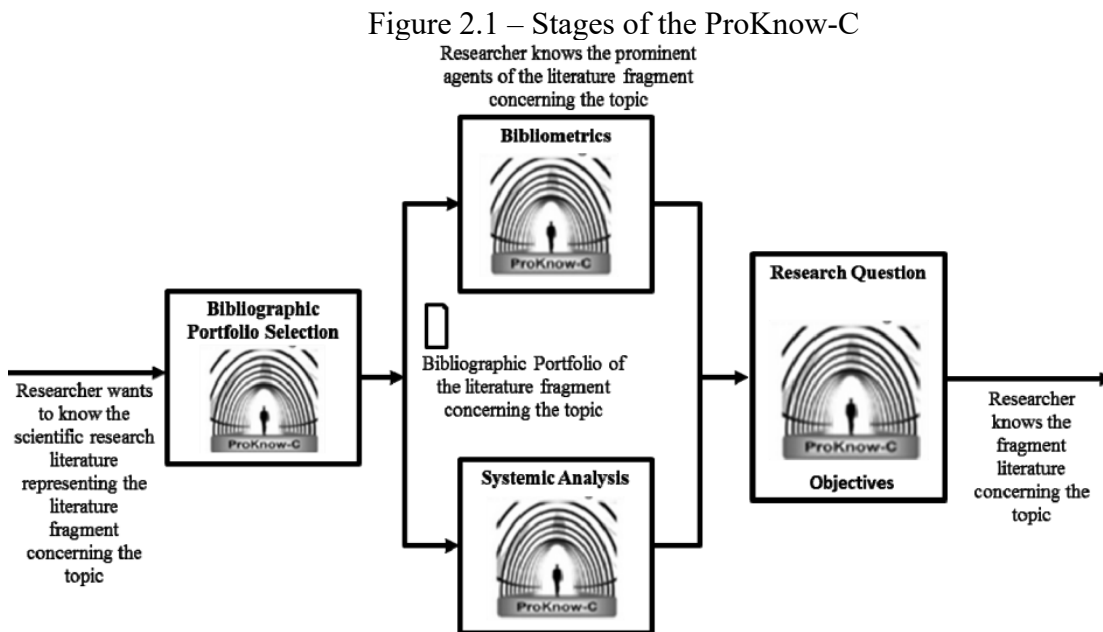 Figure 2.1 – Stages of the ProKnow-C
Researcher knows the prominent
agents of the literature fragment
concerning the topic
Bibliometrics
ProKnow-C
Bibliographic
Portfolio Selection
ProKnow-C
Researcher wants
to know the
scientific research
literature
representing the
literature
fragment
concerning the
topic
Bibliographic Portfolio of
the literature fragment
concerning the topic
Systemic Analysis
ProKnow-C
Research Question
ProKnow-C
Objectives
Researcher
knows the
fragment
literature
concerning the
topic